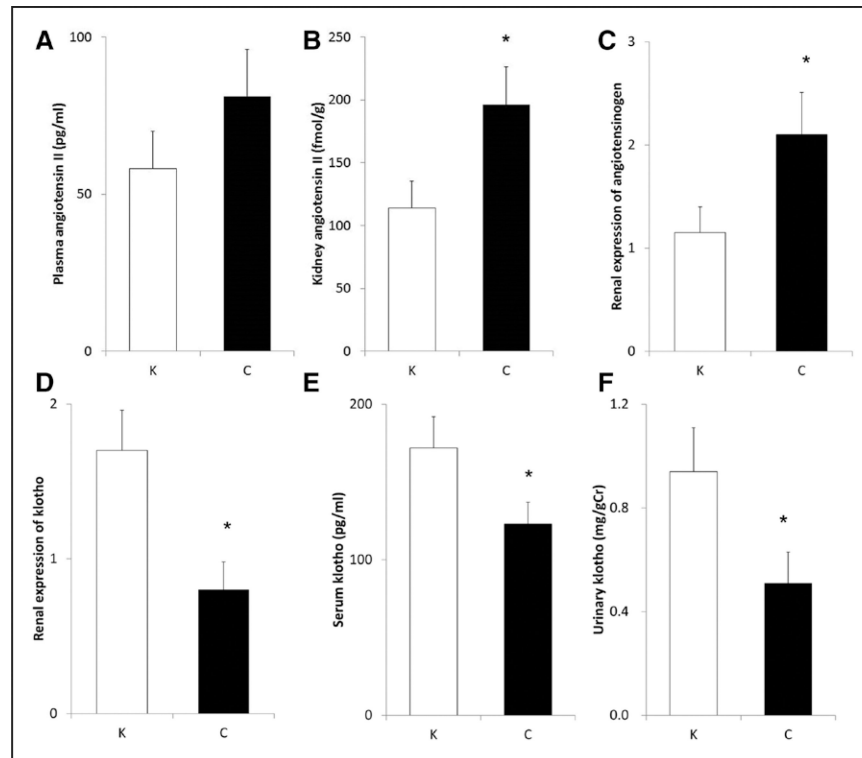 A
Plasma angiotensin II (pg/ml)
100
50
0
K
C
B
Kidney angiotensin II (fmol/g)
250
200
150
100
50
0
*
K
C
C
Renal expression of angiotensinogen
3
2
1
0
*
K
C
D
Renal expression of klotho
2
1
0
*
K
C
E
Serum klotho (pg/ml)
200
100
0
*
K
C
F
Urinary klotho (mg/gCr)
1.2
0.8
0.4
0.0
*
K
C